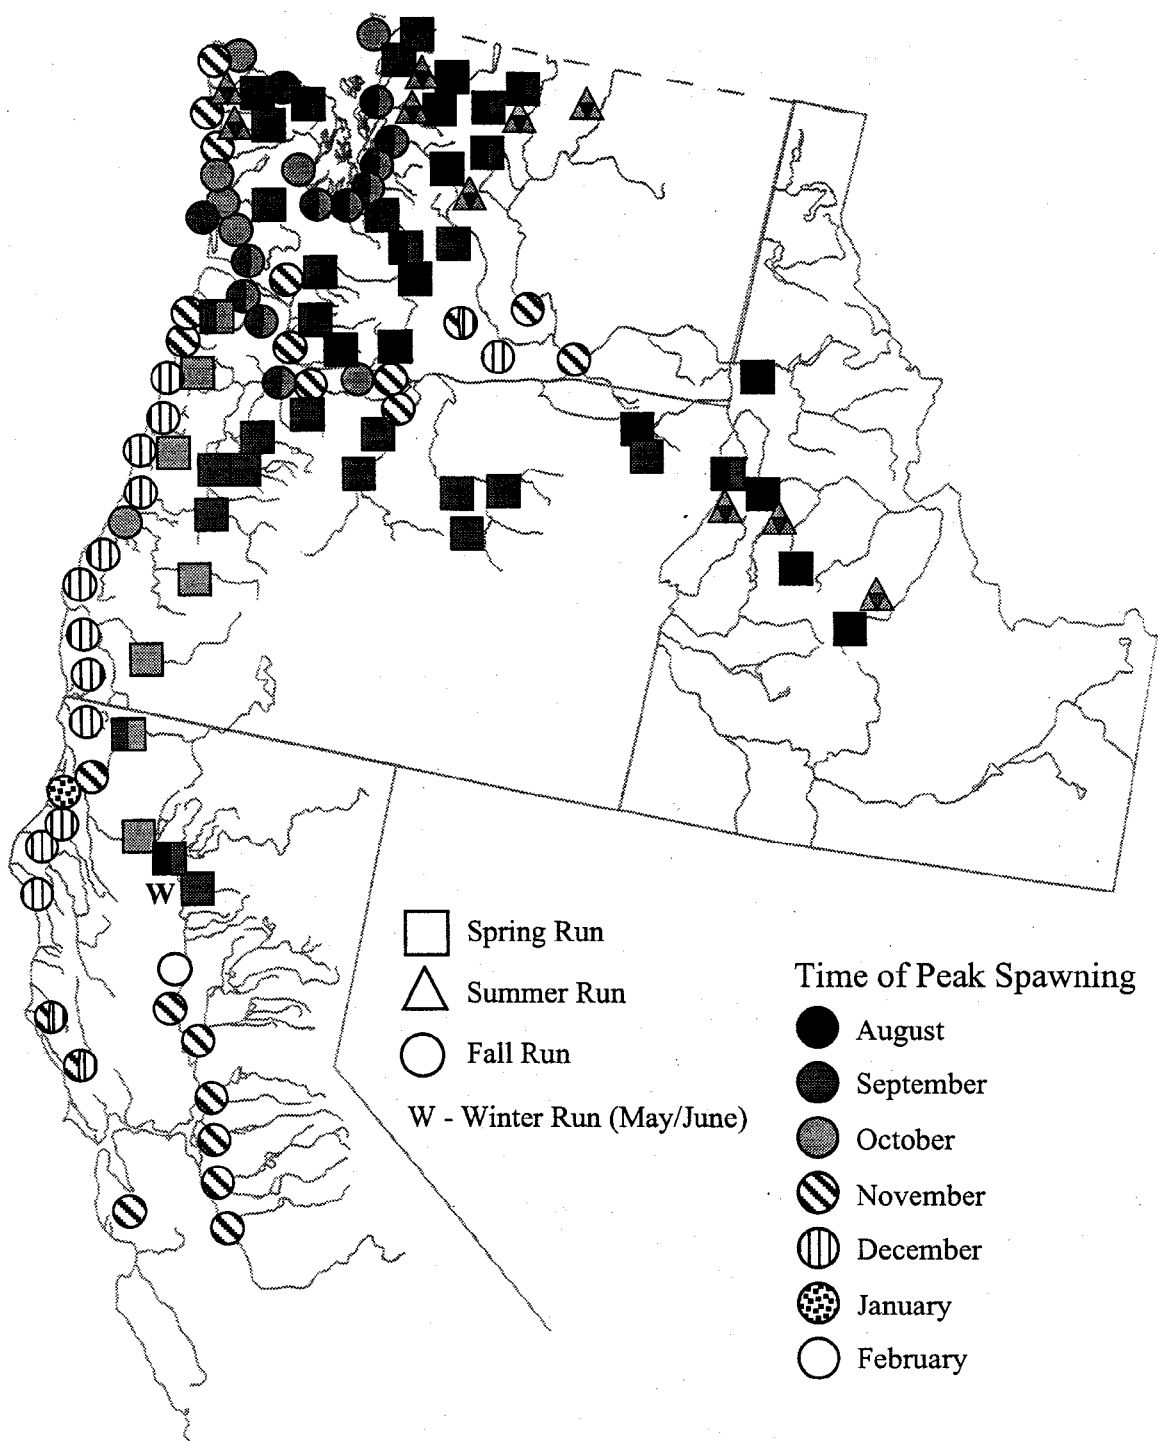 W
Spring Run
Summer Run
Fall Run
W - Winter Run (May/June)
Time of Peak Spawning
August
September
October
November
December
January
February